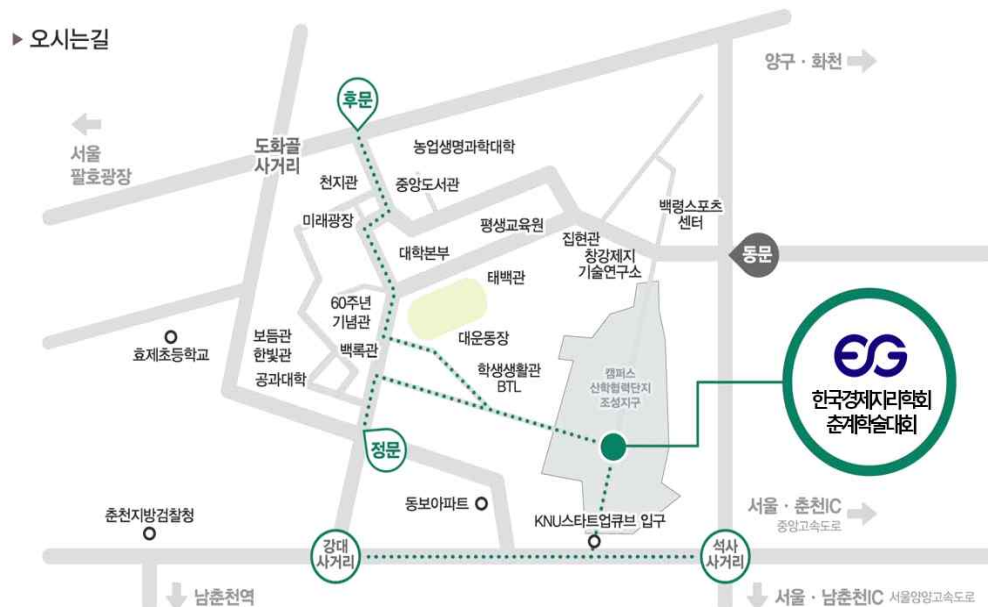 ▶ 오시는길
양구 · 화천
후문
서울
팔호광장
도화골
사거리
농업생명과학대학
천지관
중앙도서관
미래광장
평생교육원
백령스포츠
센터
대학본부
집현관
창강제지
기술연구소
동문
태백관
60주년
기념관
효제초등학교
보듬관
한빛관
백록관
대운동장
공과대학
학생생활관
BTL
캠퍼스
산학협력단지
조성지구
EG
한국경제지리학회
춘계학술대회
정문
동보아파트
춘천지방검찰청
KNU스타트업큐브 입구
서울 · 춘천IC
중앙고속도로
강대
사거리
석사
사거리
남춘천역
서울 · 남춘천IC 서울양양고속도로